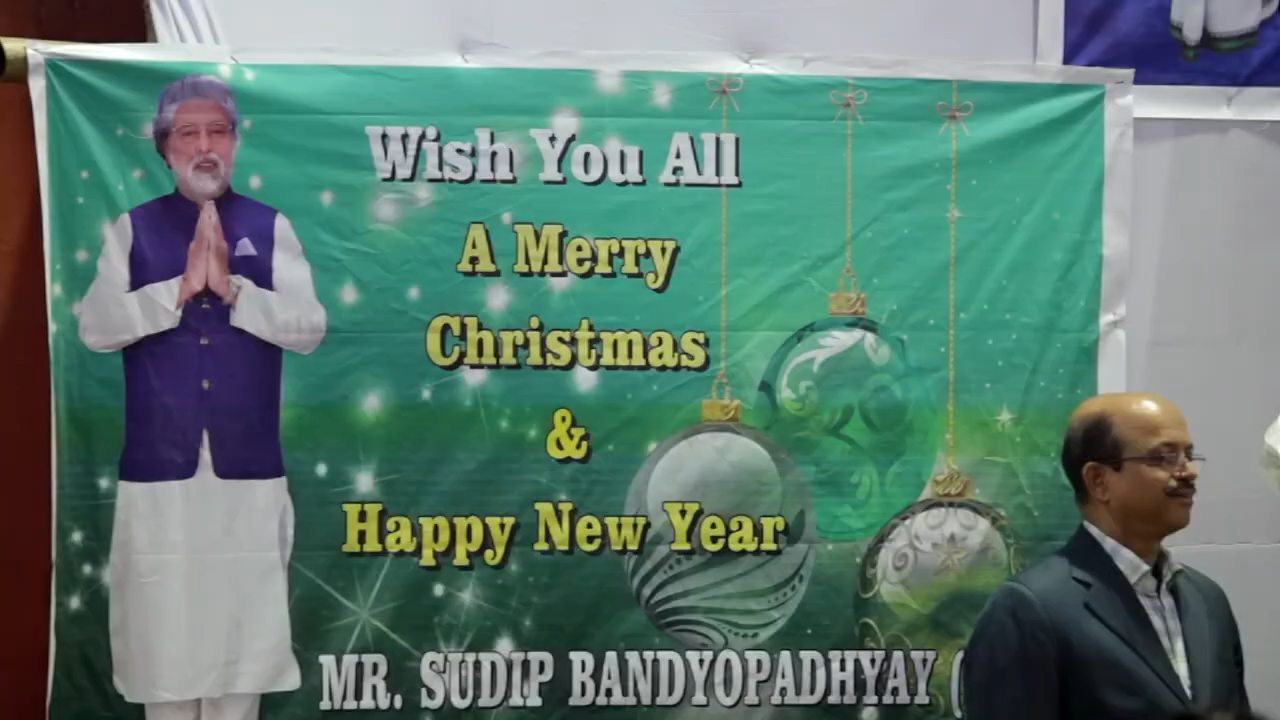 Wish You All
A Merry
Christmas
&
Happy New Year
MR. SUDIP BANDYOPADHYAY (